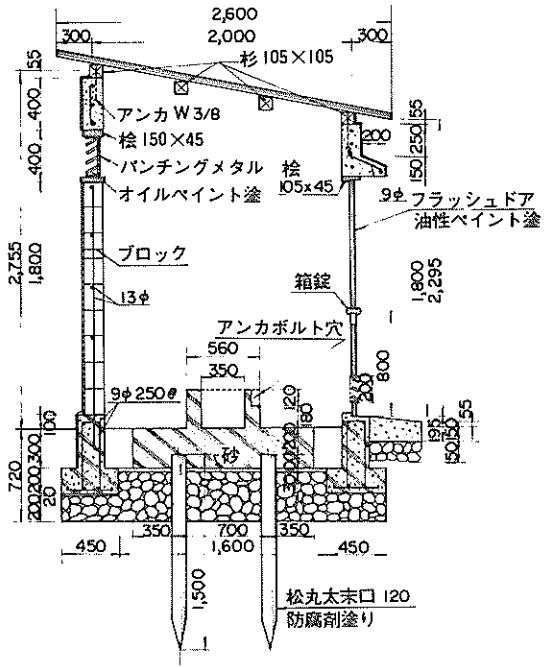 2,600
300
2,000
300
杉 105×105
55
400
アンカ W 3/8
桧 150×45
400
パンチングメタル
オイルペイント塗
桧
105×45
200
55
250
150
9φ フラッシュドア
油性ペイント塗
ブロック
2,755
1,800
13φ
箱錠
1,800
2,295
アンカボルト穴
560
350
800
200
120
180
9φ 250@
100
300
200
200
20
720
砂
200
300
195
150
150
55
350
700
350
450
1,600
450
1,500
松丸太末口 120
防腐剤塗り